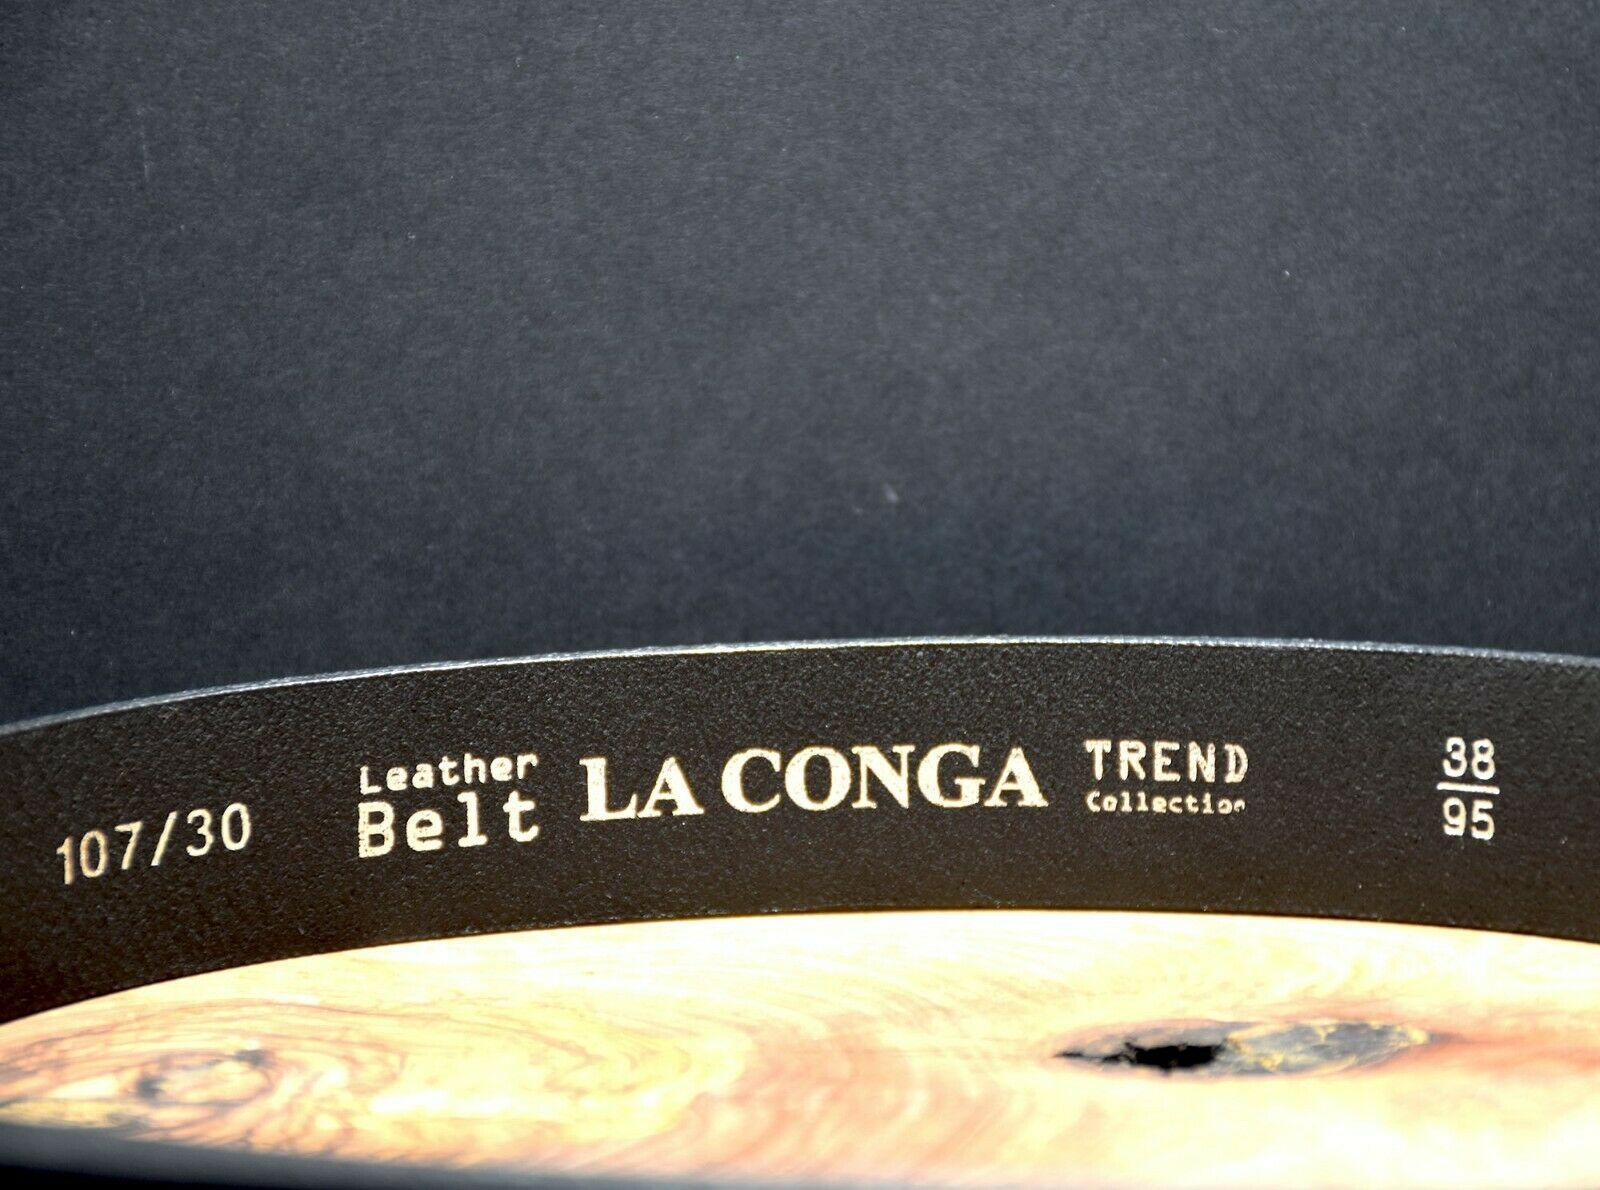 107/30
Leather
Belt
LA CONGA
TREND
Collection
38
95